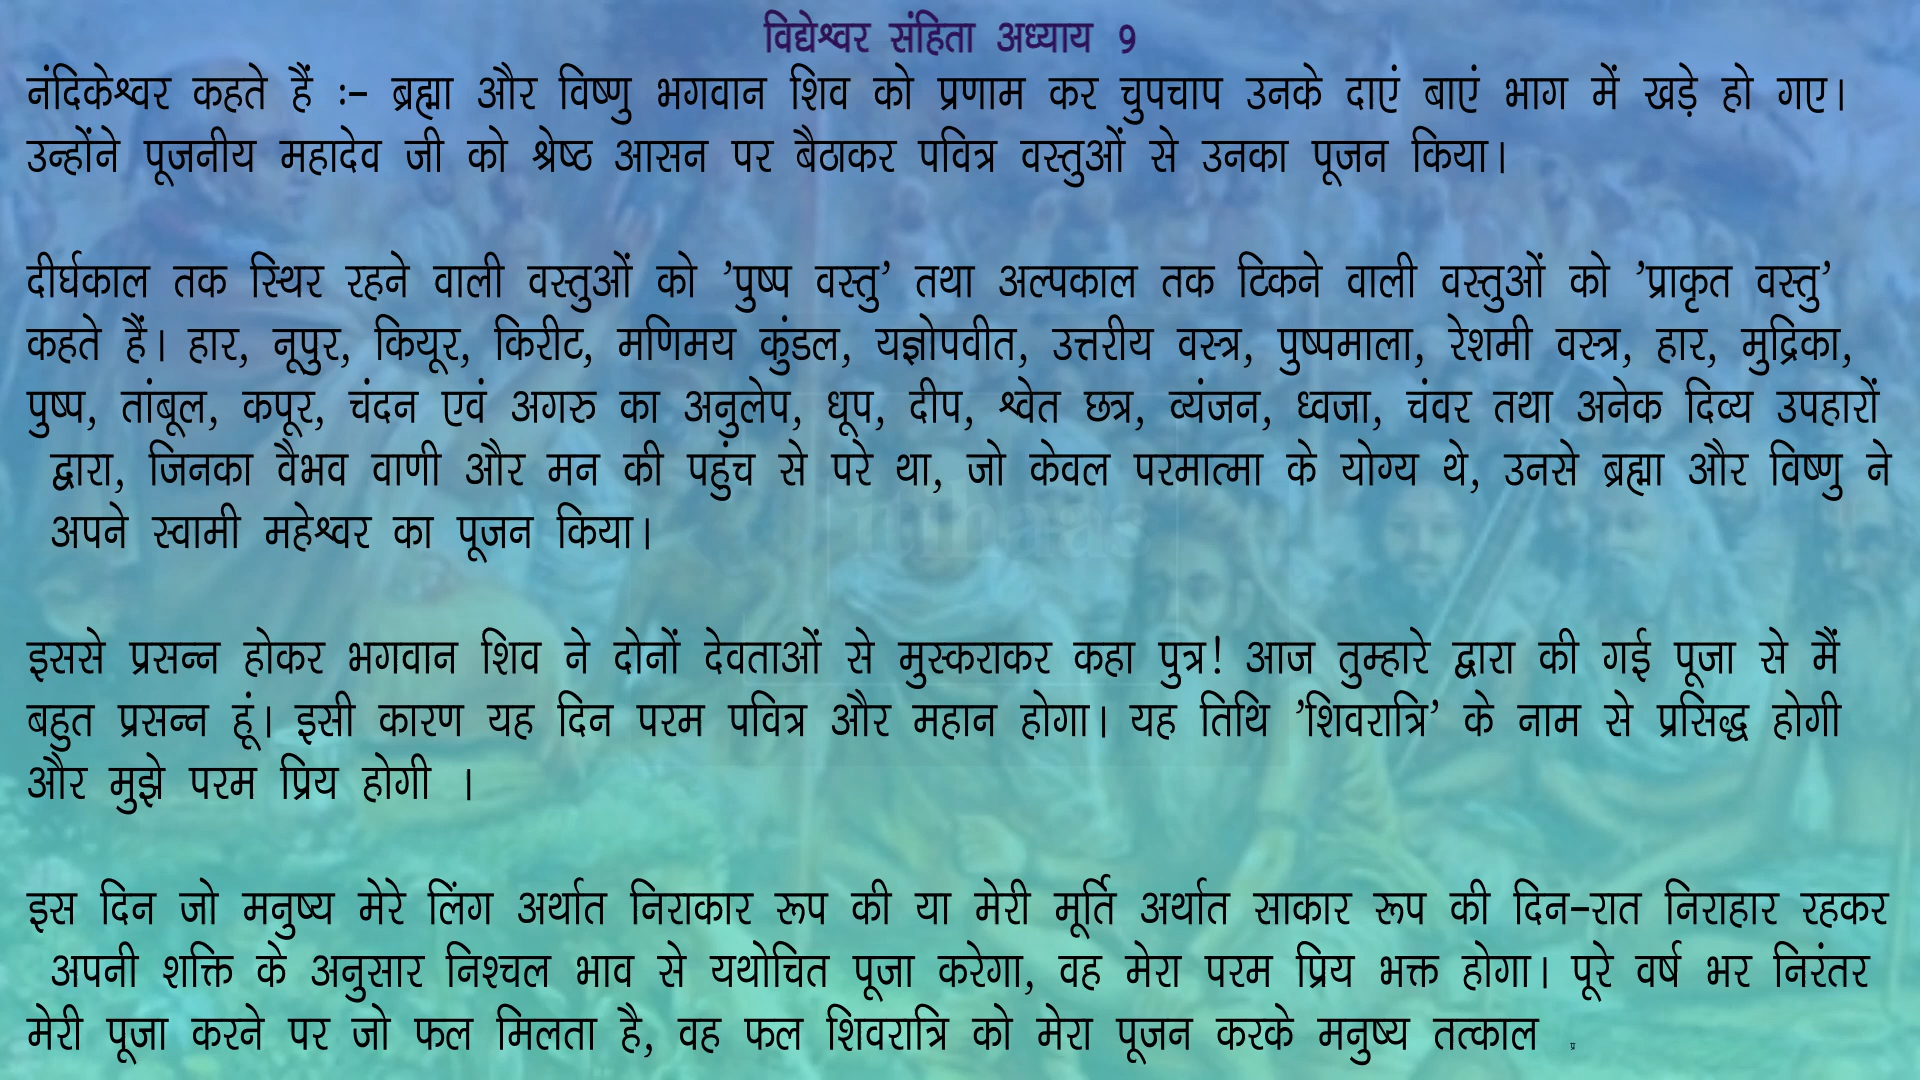 विद्येश्वर संहिता अध्याय 9
नंदिकेश्वर कहते हैं :- ब्रह्मा और विष्णु भगवान शिव को प्रणाम कर चुपचाप उनके दाएं बाएं भाग में खड़े हो गए।
उन्होंने पूजनीय महादेव जी को श्रेष्ठ आसन पर बैठाकर पवित्र वस्तुओं से उनका पूजन किया।
दीर्घकाल तक स्थिर रहने वाली वस्तुओं को 'पुष्प वस्तु' तथा अल्पकाल तक टिकने वाली वस्तुओं को 'प्राकृत वस्तु'
कहते हैं। हार, नूपुर, कियूर, किरीट, मणिमय कुंडल, यज्ञोपवीत, उत्तरीय वस्त्र, पुष्पमाला, रेशमी वस्त्र, हार, मुद्रिका,
पुष्प, तांबूल, कपूर, चंदन एवं अगरु का अनुलेप, धूप, दीप, श्वेत छत्र, व्यंजन, ध्वजा, चंवर तथा अनेक दिव्य उपहारों
द्वारा, जिनका वैभव वाणी और मन की पहुंच से परे था, जो केवल परमात्मा के योग्य थे, उनसे ब्रह्मा और विष्णु ने
अपने स्वामी महेश्वर का पूजन किया।
इससे प्रसन्न होकर भगवान शिव ने दोनों देवताओं से मुस्कराकर कहा पुत्र! आज तुम्हारे द्वारा की गई पूजा से मैं
बहुत प्रसन्न हूं। इसी कारण यह दिन परम पवित्र और महान होगा। यह तिथि 'शिवरात्रि' के नाम से प्रसिद्ध होगी
और मुझे परम प्रिय होगी ।
इस दिन जो मनुष्य मेरे लिंग अर्थात निराकार रूप की या मेरी मूर्ति अर्थात साकार रूप की दिन-रात निराहार रहकर
अपनी शक्ति के अनुसार निश्चल भाव से यथोचित पूजा करेगा, वह मेरा परम प्रिय भक्त होगा। पूरे वर्ष भर निरंतर
मेरी पूजा करने पर जो फल मिलता है, वह फल शिवरात्रि को मेरा पूजन करके मनुष्य तत्काल